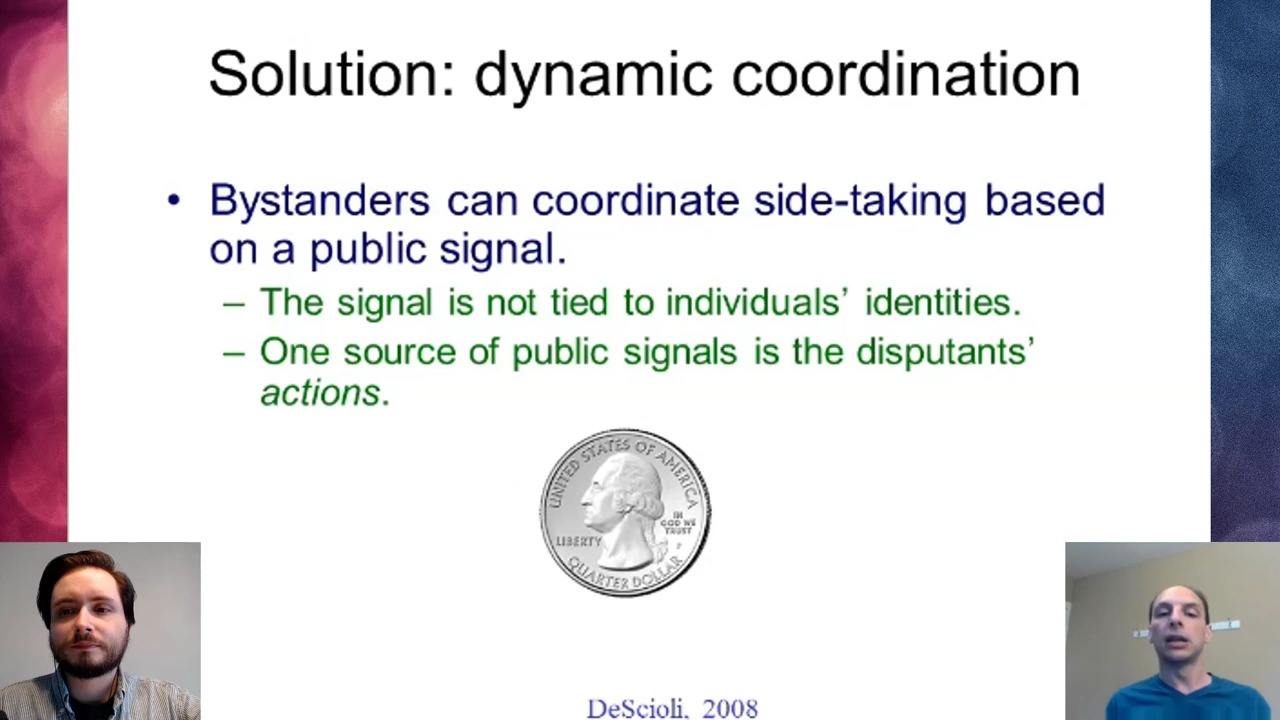 Solution: dynamic coordination
• Bystanders can coordinate side-taking based
on a public signal.
– The signal is not tied to individuals’ identities.
– One source of public signals is the disputants’
actions.
UNITED STATES OF AMERICA
LIBERTY
IN
GOD WE
TRUST
P
QUARTER DOLLAR
DeScioli, 2008